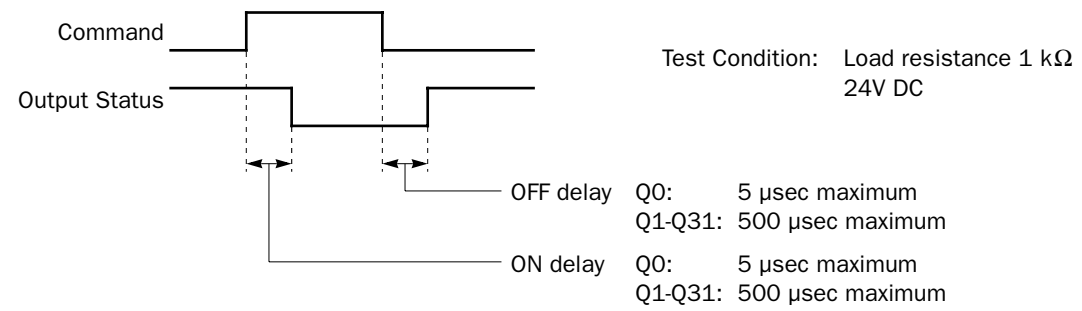 Command
Output Status
Test Condition: Load resistance 1 kΩ
24V DC
OFF delay Q0: 5 µsec maximum
Q1-Q31: 500 µsec maximum
ON delay Q0: 5 µsec maximum
Q1-Q31: 500 µsec maximum